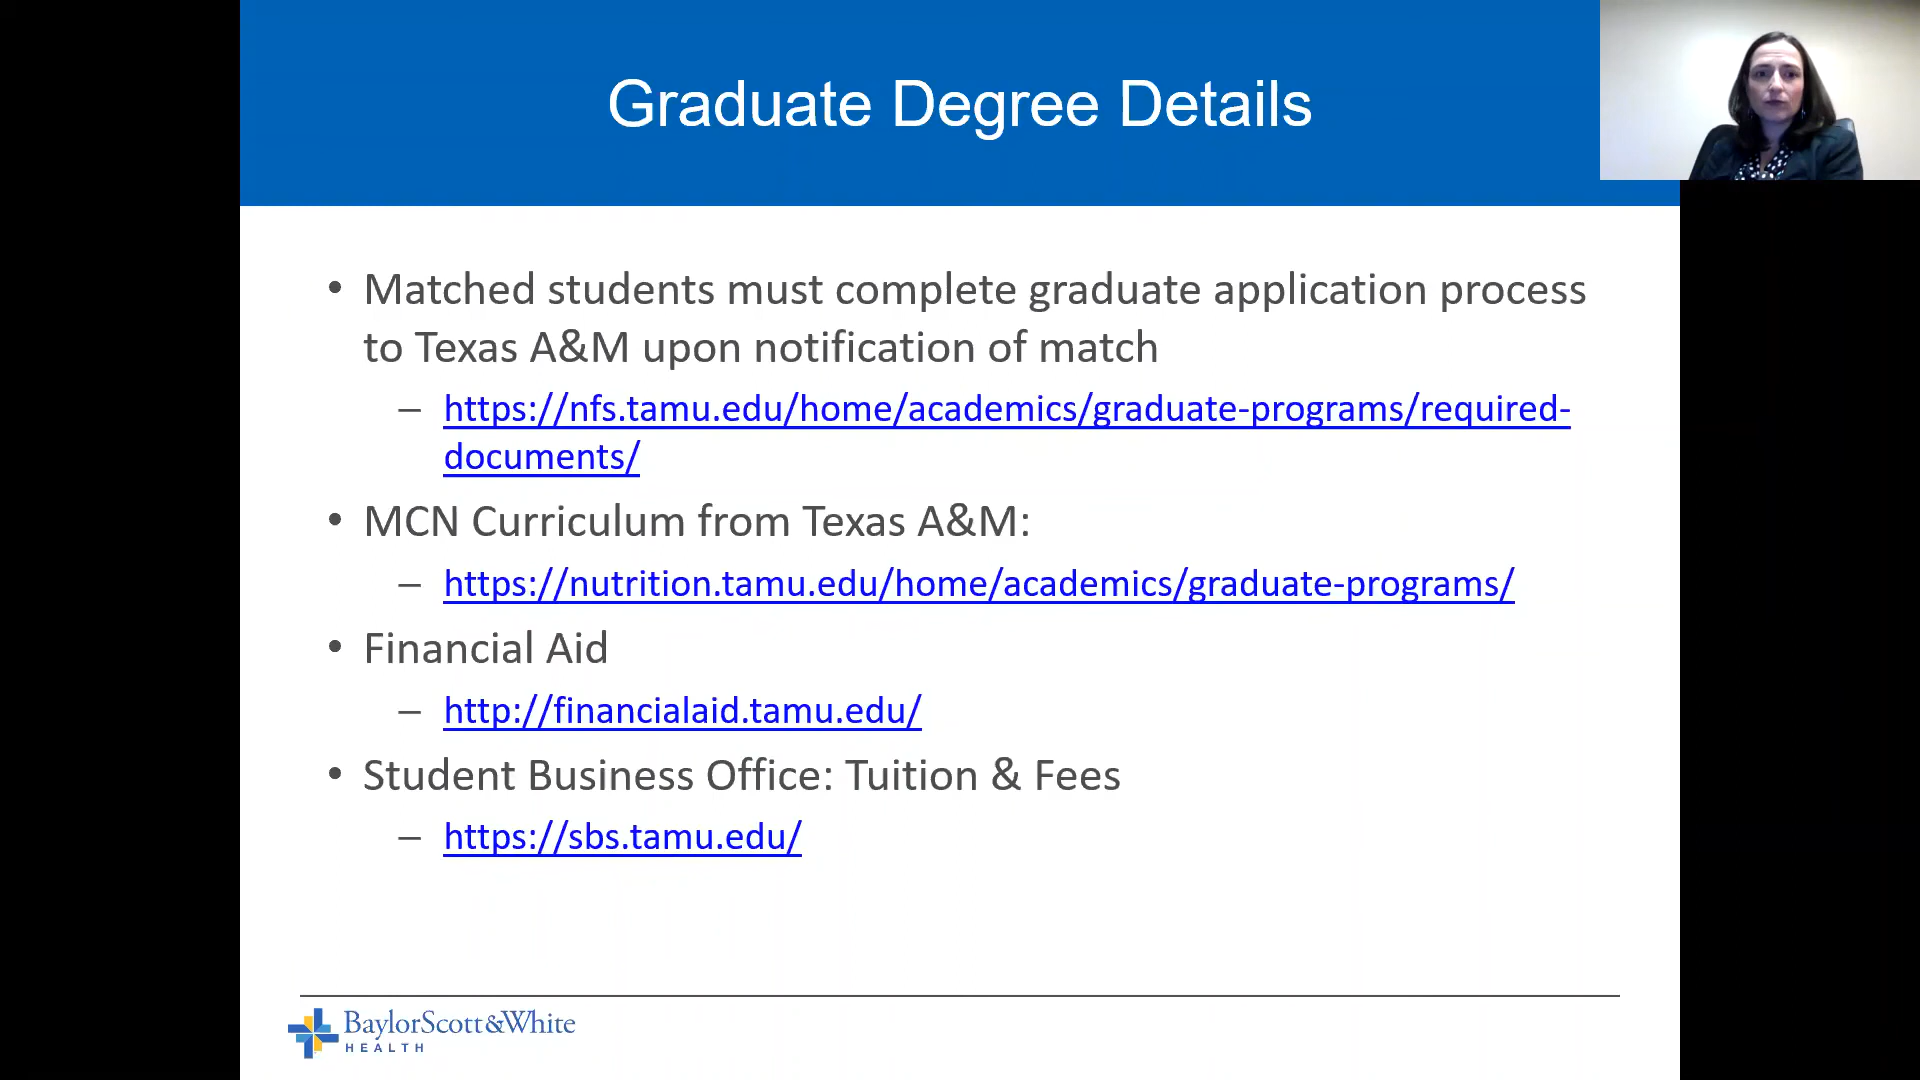 Graduate Degree Details
• Matched students must complete graduate application process
to Texas A&M upon notification of match
– https://nfs.tamu.edu/home/academics/graduate-programs/required-
documents/
• MCN Curriculum from Texas A&M:
– https://nutrition.tamu.edu/home/academics/graduate-programs/
• Financial Aid
– http://financialaid.tamu.edu/
• Student Business Office: Tuition & Fees
– https://sbs.tamu.edu/
BaylorScott&White
HEALTH